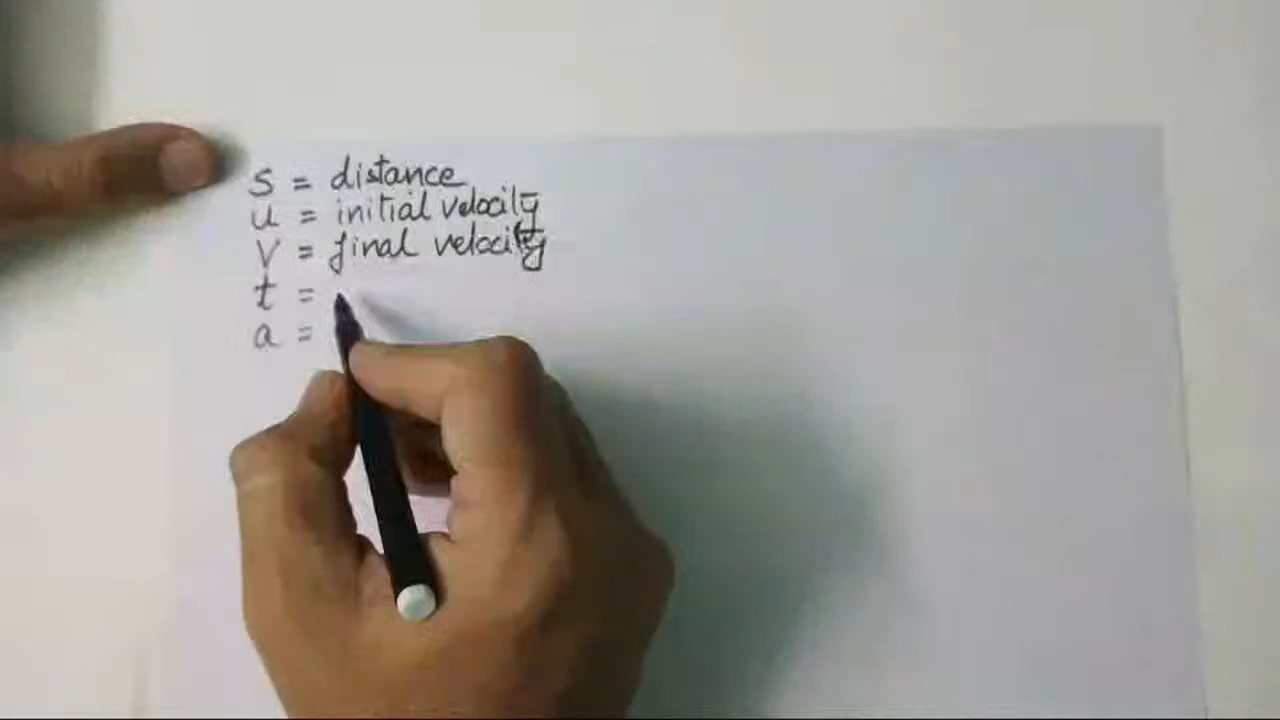 s = distance
u = initial velocity
v = final velocity
t =
a =